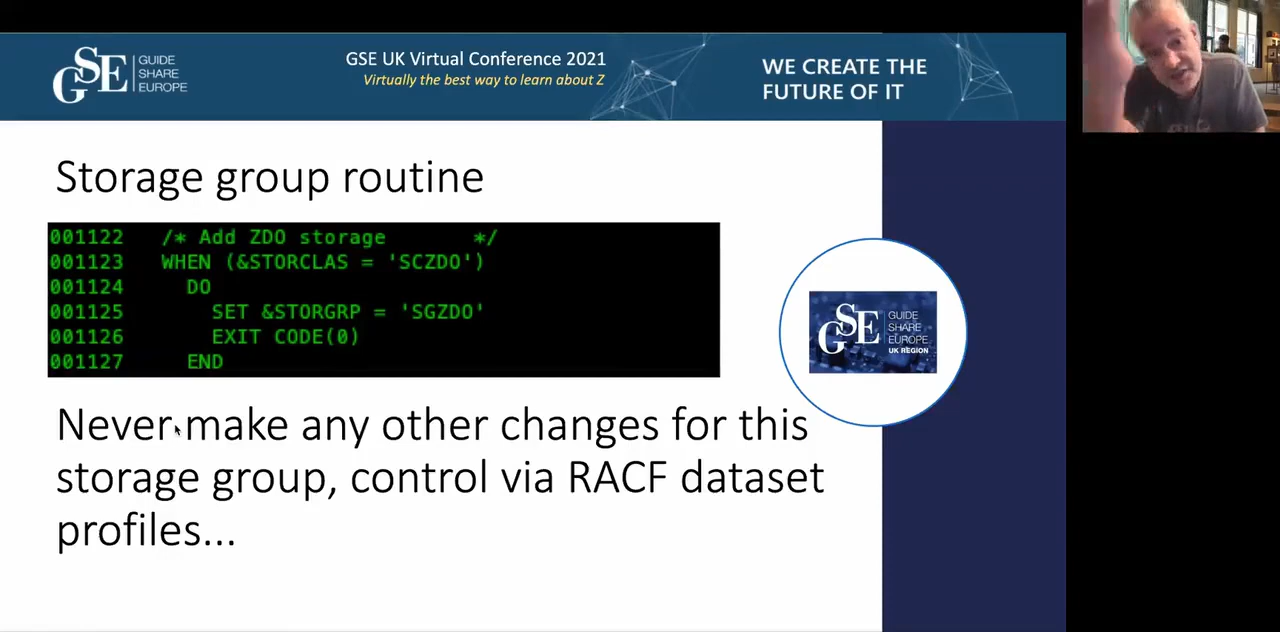 GSE
GUIDE
SHARE
EUROPE
GSE UK Virtual Conference 2021
Virtually the best way to learn about Z
WE CREATE THE
FUTURE OF IT
Storage group routine
001122 /* Add ZDO storage */
001123 WHEN (&STORCLAS = 'SCZDO')
001124 DO
001125 SET &STORGRP = 'SGZDO'
001126 EXIT CODE(0)
001127 END
GSE
GUIDE
SHARE
EUROPE
UK REGION
Never make any other changes for this
storage group, control via RACF dataset
profiles...